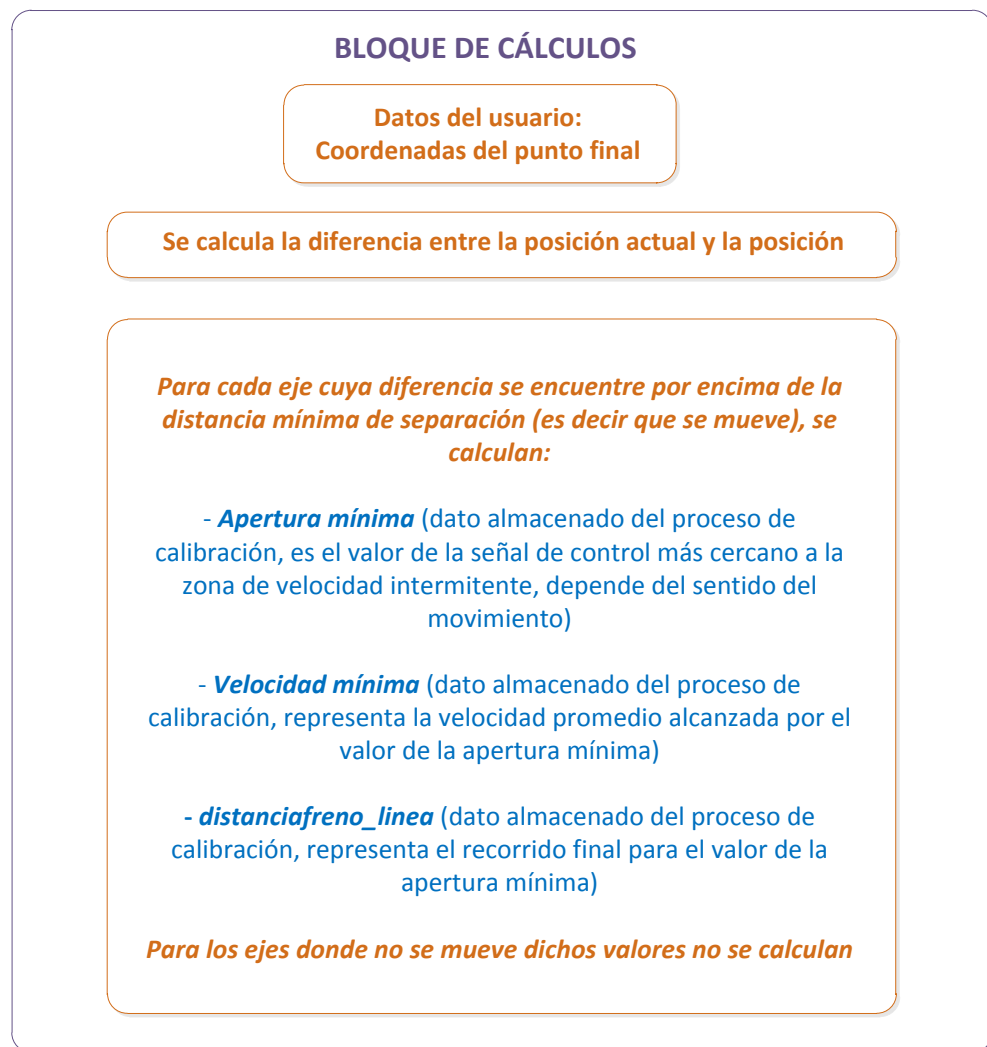 BLOQUE DE CÁLCULOS
Datos del usuario:
Coordenadas del punto final
Se calcula la diferencia entre la posición actual y la posición
Para cada eje cuya diferencia se encuentre por encima de la
distancia mínima de separación (es decir que se mueve), se
calculan:
- Apertura mínima (dato almacenado del proceso de
calibración, es el valor de la señal de control más cercano a la
zona de velocidad intermitente, depende del sentido del
movimiento)
- Velocidad mínima (dato almacenado del proceso de
calibración, representa la velocidad promedio alcanzada por el
valor de la apertura mínima)
- distanciafreno_linea (dato almacenado del proceso de
calibración, representa el recorrido final para el valor de la
apertura mínima)
Para los ejes donde no se mueve dichos valores no se calculan